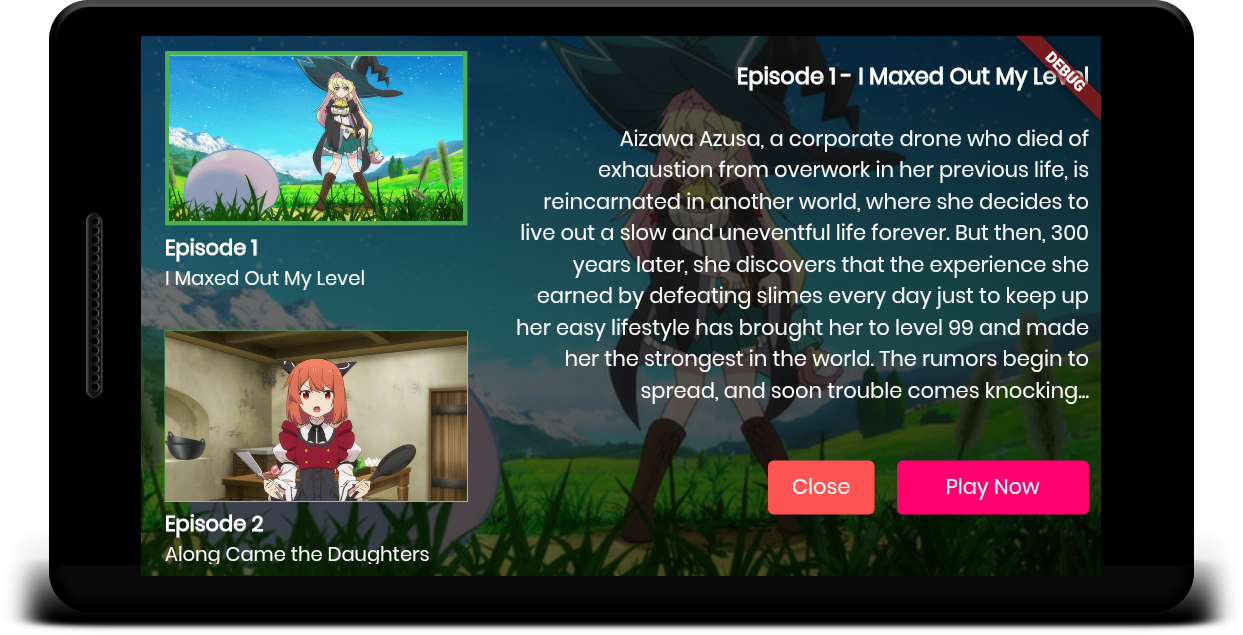 Episode 1
I Maxed Out My Level
Episode 2
Along Came the Daughters
Episode 1 - I Maxed Out My Level
DEBUG
Aizawa Azusa, a corporate drone who died of
exhaustion from overwork in her previous life, is
reincarnated in another world, where she decides to
live out a slow and uneventful life forever. But then, 300
years later, she discovers that the experience she
earned by defeating slimes every day just to keep up
her easy lifestyle has brought her to level 99 and made
her the strongest in the world. The rumors begin to
spread, and soon trouble comes knocking...
Close
Play Now